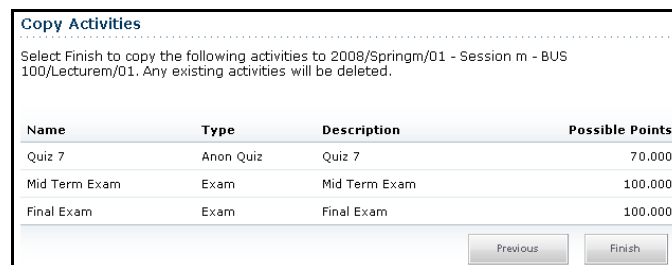 Copy Activities
Select Finish to copy the following activities to 2008/Springm/01 - Session m - BUS
100/Lecturem/01. Any existing activities will be deleted.
Name Type Description Possible Points
Quiz 7 Anon Quiz Quiz 7 70.000
Mid Term Exam Exam Mid Term Exam 100.000
Final Exam Exam Final Exam 100.000
Previous Finish